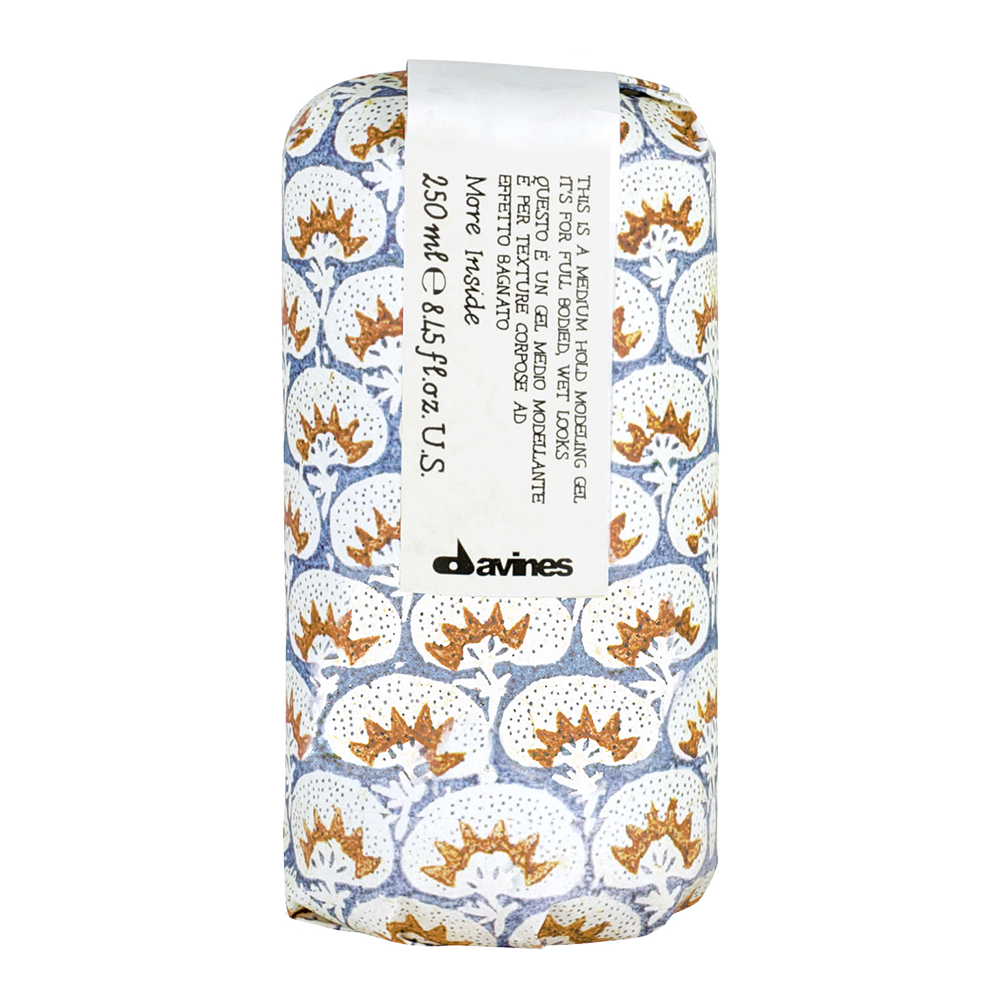 THIS IS A MEDIUM HOLD MODELING GEL
IT'S FOR FULL BODIED, WET LOOKS
QUESTO È UN GEL MEDIO MODELLANTE
È PER TEXTURE CORPOSE AD
EFFETTO BAGNATO
More Inside
250 ml ℮ 8.45 fl.oz.U.S.
davines